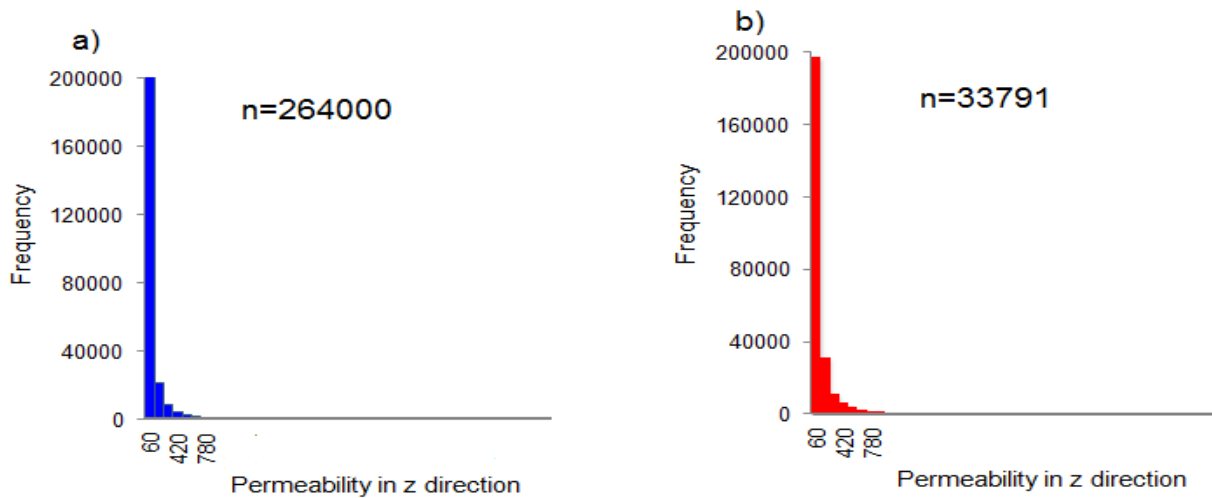 a)
n=264000
Frequency
200000
160000
120000
80000
40000
0
60
420
780
Permeability in z direction
b)
n=33791
Frequency
200000
160000
120000
80000
40000
0
60
420
780
Permeability in z direction